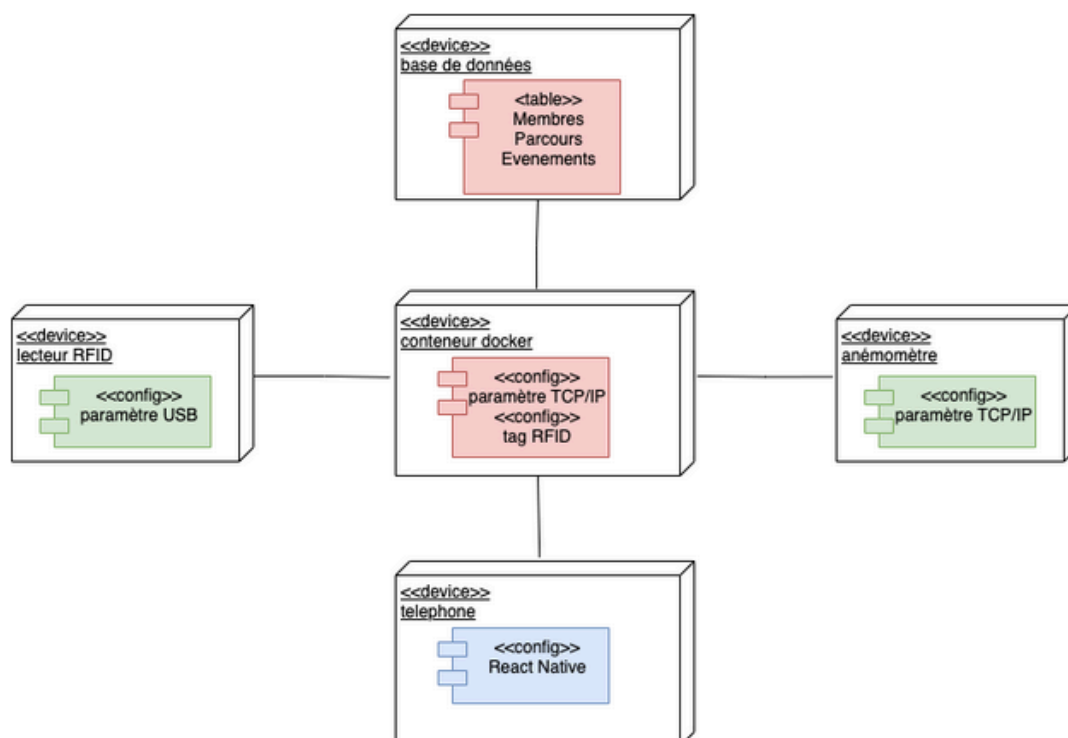 <<device>>
base de données
<table>>
Membres
Parcours
Evenements
<<device>>
lecteur RFID
<<config>>
paramètre USB
<<device>>
conteneur docker
<<config>>
paramètre TCP/IP
<<config>>
tag RFID
<<device>>
anémomètre
<<config>>
paramètre TCP/IP
<<device>>
telephone
<<config>>
React Native